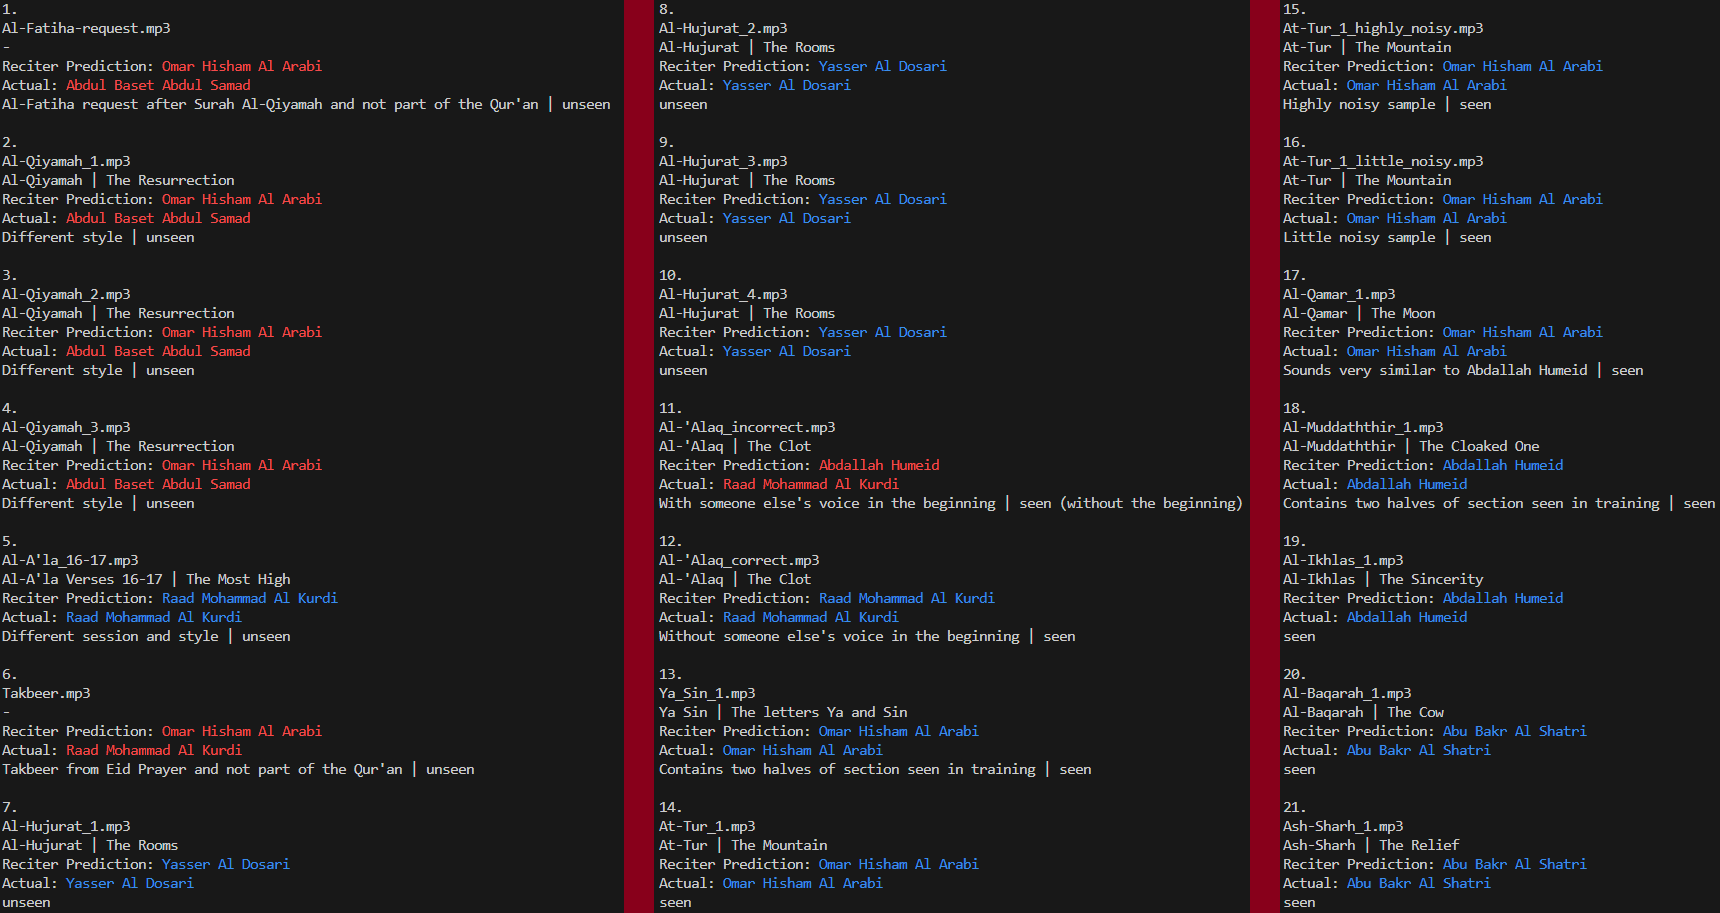 1.
Al-Fatiha-request.mp3
-
Reciter Prediction: Omar Hisham Al Arabi
Actual: Abdul Baset Abdul Samad
Al-Fatiha request after Surah Al-Qiyamah and not part of the Qur'an | unseen
2.
Al-Qiyamah_1.mp3
Al-Qiyamah | The Resurrection
Reciter Prediction: Omar Hisham Al Arabi
Actual: Abdul Baset Abdul Samad
Different style | unseen
3.
Al-Qiyamah_2.mp3
Al-Qiyamah | The Resurrection
Reciter Prediction: Omar Hisham Al Arabi
Actual: Abdul Baset Abdul Samad
Different style | unseen
4.
Al-Qiyamah_3.mp3
Al-Qiyamah | The Resurrection
Reciter Prediction: Omar Hisham Al Arabi
Actual: Abdul Baset Abdul Samad
Different style | unseen
5.
Al-A'la_16-17.mp3
Al-A'la Verses 16-17 | The Most High
Reciter Prediction: Raad Mohammad Al Kurdi
Actual: Raad Mohammad Al Kurdi
Different session and style | unseen
6.
Takbeer.mp3
-
Reciter Prediction: Omar Hisham Al Arabi
Actual: Raad Mohammad Al Kurdi
Takbeer from Eid Prayer and not part of the Qur'an | unseen
7.
Al-Hujurat_1.mp3
Al-Hujurat | The Rooms
Reciter Prediction: Yasser Al Dosari
Actual: Yasser Al Dosari
unseen
8.
Al-Hujurat_2.mp3
Al-Hujurat | The Rooms
Reciter Prediction: Yasser Al Dosari
Actual: Yasser Al Dosari
unseen
9.
Al-Hujurat_3.mp3
Al-Hujurat | The Rooms
Reciter Prediction: Yasser Al Dosari
Actual: Yasser Al Dosari
unseen
10.
Al-Hujurat_4.mp3
Al-Hujurat | The Rooms
Reciter Prediction: Yasser Al Dosari
Actual: Yasser Al Dosari
unseen
11.
Al-'Alaq_incorrect.mp3
Al-'Alaq | The Clot
Reciter Prediction: Abdallah Humeid
Actual: Raad Mohammad Al Kurdi
With someone else's voice in the beginning | seen (without the beginning)
12.
Al-'Alaq_correct.mp3
Al-'Alaq | The Clot
Reciter Prediction: Raad Mohammad Al Kurdi
Actual: Raad Mohammad Al Kurdi
Without someone else's voice in the beginning | seen
13.
Ya_Sin_1.mp3
Ya Sin | The letters Ya and Sin
Reciter Prediction: Omar Hisham Al Arabi
Actual: Omar Hisham Al Arabi
Contains two halves of section seen in training | seen
14.
At-Tur_1.mp3
At-Tur | The Mountain
Reciter Prediction: Omar Hisham Al Arabi
Actual: Omar Hisham Al Arabi
seen
15.
At-Tur_1_highly_noisy.mp3
At-Tur | The Mountain
Reciter Prediction: Omar Hisham Al Arabi
Actual: Omar Hisham Al Arabi
Highly noisy sample | seen
16.
At-Tur_1_little_noisy.mp3
At-Tur | The Mountain
Reciter Prediction: Omar Hisham Al Arabi
Actual: Omar Hisham Al Arabi
Little noisy sample | seen
17.
Al-Qamar_1.mp3
Al-Qamar | The Moon
Reciter Prediction: Omar Hisham Al Arabi
Actual: Omar Hisham Al Arabi
Sounds very similar to Abdallah Humeid | seen
18.
Al-Muddaththir_1.mp3
Al-Muddaththir | The Cloaked One
Reciter Prediction: Abdallah Humeid
Actual: Abdallah Humeid
Contains two halves of section seen in training | seen
19.
Al-Ikhlas_1.mp3
Al-Ikhlas | The Sincerity
Reciter Prediction: Abdallah Humeid
Actual: Abdallah Humeid
seen
20.
Al-Baqarah_1.mp3
Al-Baqarah | The Cow
Reciter Prediction: Abu Bakr Al Shatri
Actual: Abu Bakr Al Shatri
seen
21.
Ash-Sharh_1.mp3
Ash-Sharh | The Relief
Reciter Prediction: Abu Bakr Al Shatri
Actual: Abu Bakr Al Shatri
seen